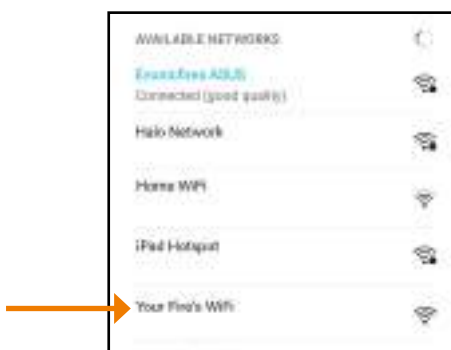 AVAILABLE NETWORKS
Connected (good quality)
Halo Network
Home WiFi
iPad Hotspot
Your Fire's WiFi